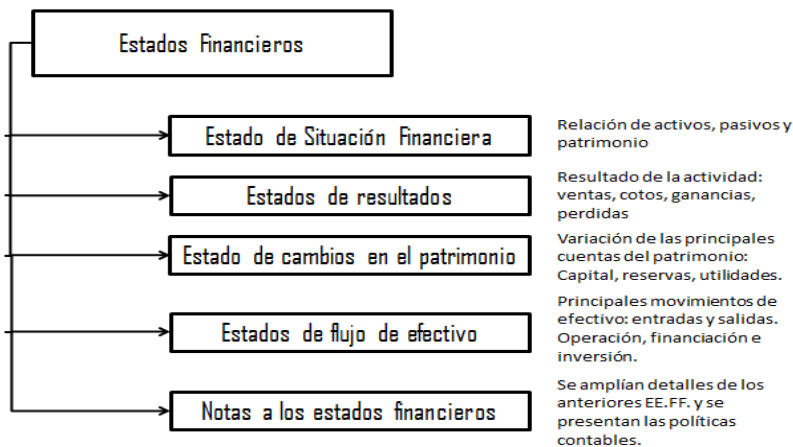 Estados Financieros
Estado de Situación Financiera
Relación de activos, pasivos y
patrimonio
Estados de resultados
Resultado de la actividad:
ventas, cotos, ganancias,
perdidas
Estado de cambios en el patrimonio
Variación de las principales
cuentas del patrimonio:
Capital, reservas, utilidades.
Estados de flujo de efectivo
Principales movimientos de
efectivo: entradas y salidas.
Operación, financiación e
inversión.
Notas a los estados financieros
Se amplían detalles de los
anteriores EE.FF. y se
presentan las políticas
contables.